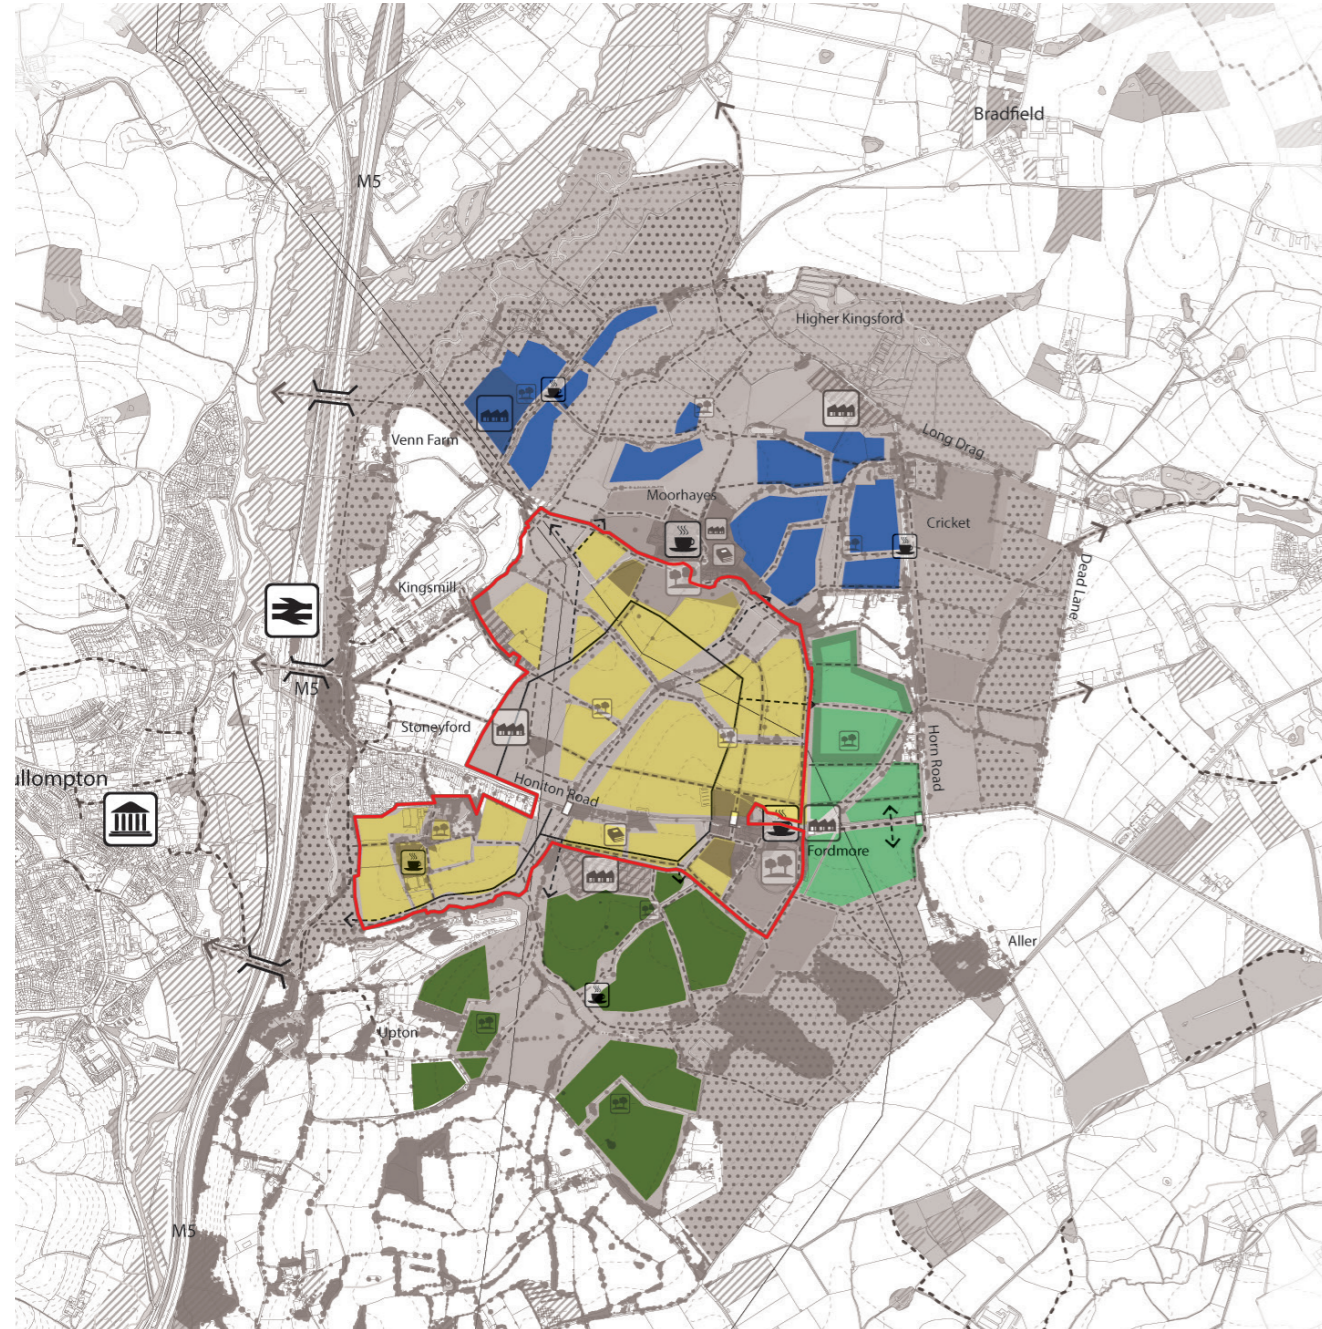 Bradfield
M5
Higher Kingsford
Long Drag
Venn Farm
Moorhayes
Cricket
Dead Lane
Kingsmill
M5
Stoneyford
Horn Road
Honiton Road
ullompton
Fordmore
Aller
Upton
M5